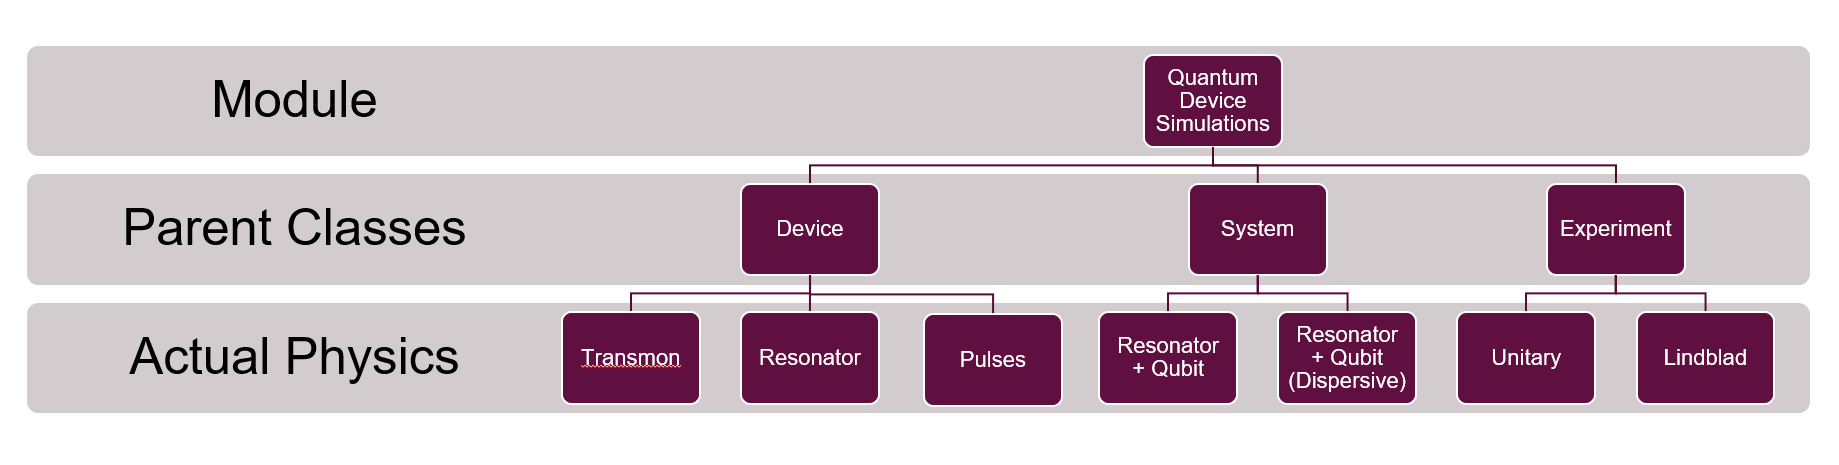 Module
Quantum
Device
Simulations
Parent Classes
Device
System
Experiment
Actual Physics
Transmon
Resonator
Pulses
Resonator
+ Qubit
Resonator
+ Qubit
(Dispersive)
Unitary
Lindblad